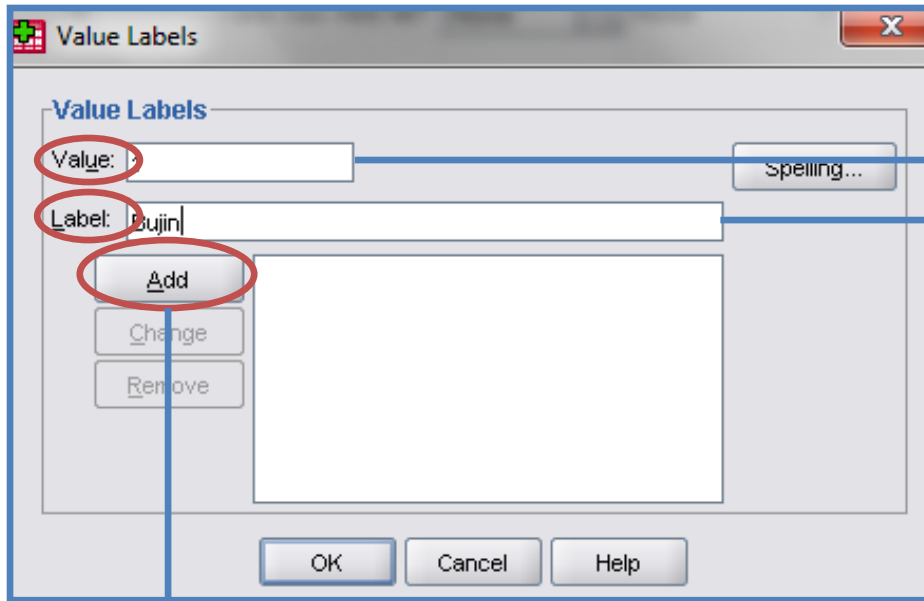 Value Labels
Value Labels
Value:
Spelling...
Label: Bujin
Add
Change
Remove
OK Cancel Help